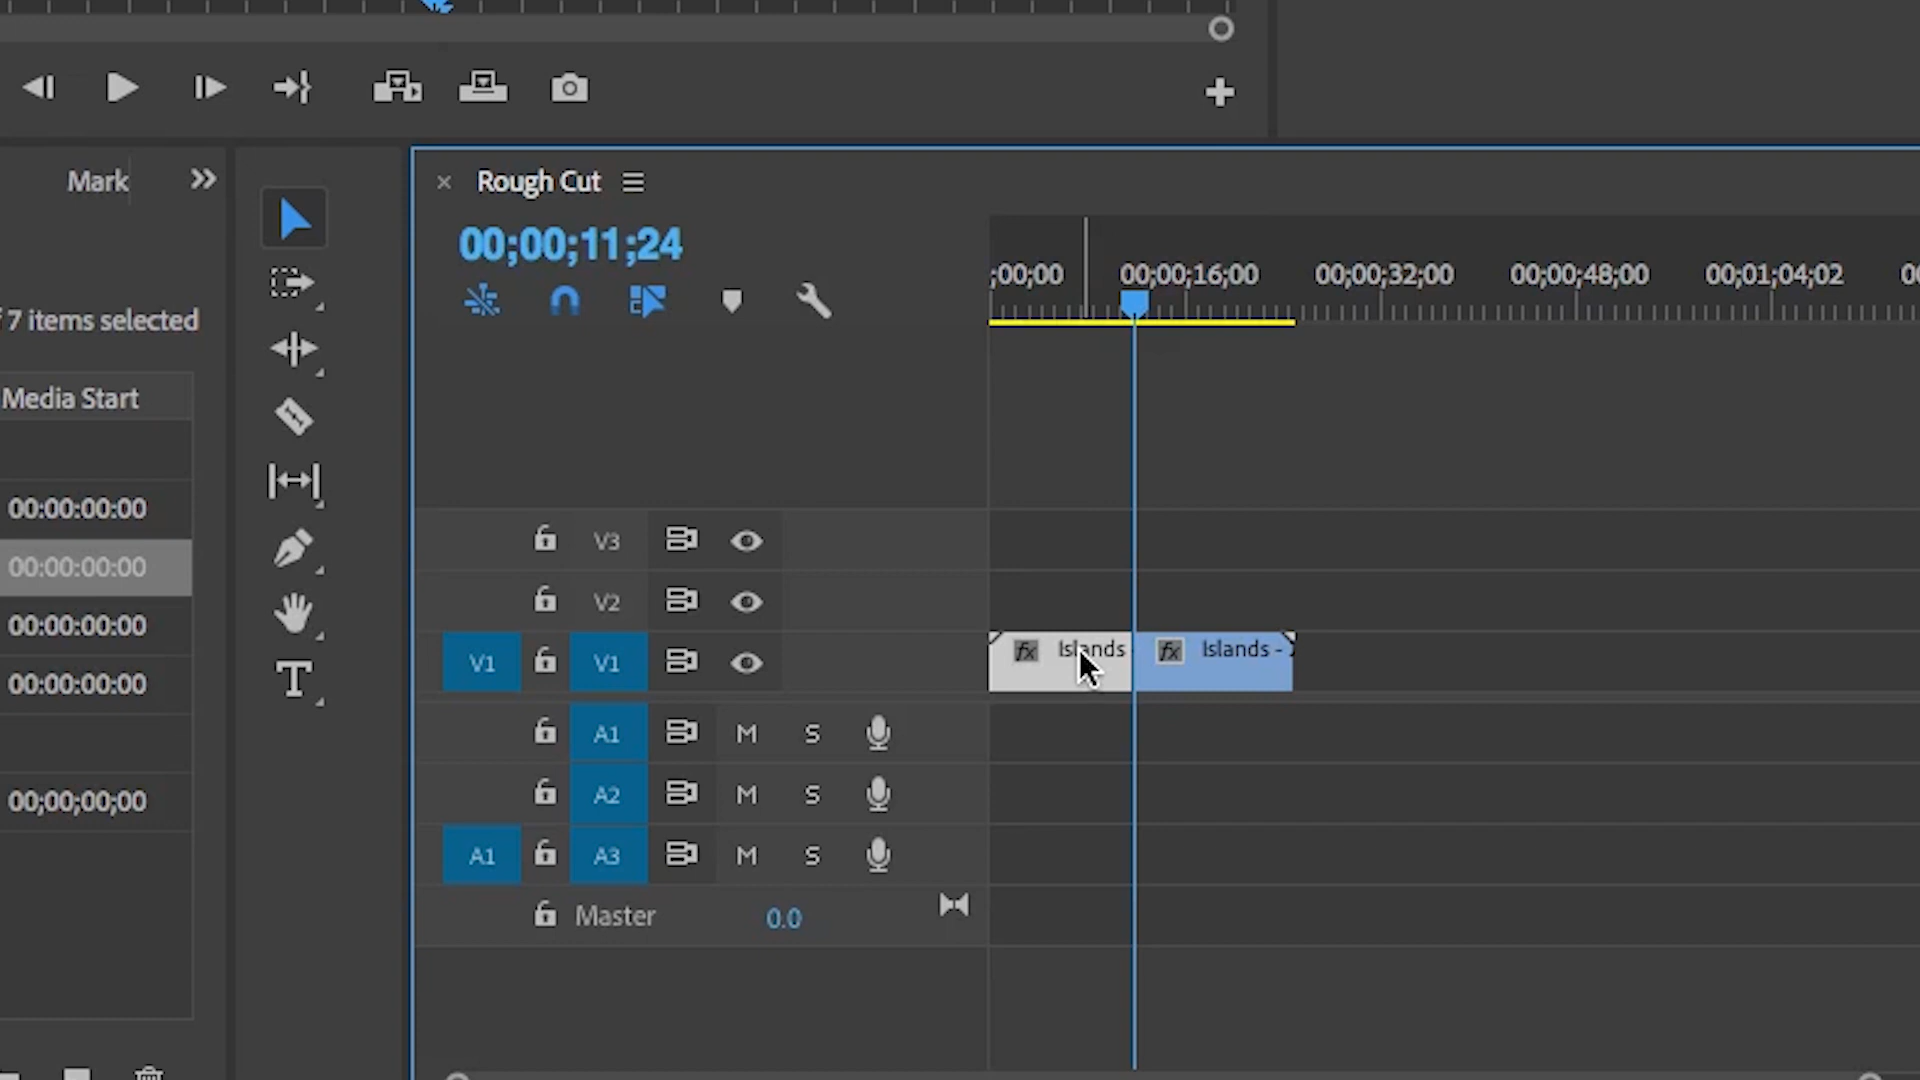 Mark
7 items selected
Media Start
00:00:00:00
00:00:00:00
00:00:00:00
00:00:00:00
00;00;00;00
Rough Cut
00;00;11;24
;00;00 00;00;16;00 00;00;32;00 00;00;48;00 00;01;04;02
V3
V2
V1 V1 fx Islands fx Islands -
A1 M S
A2 M S
A1 A3 M S
Master 0.0